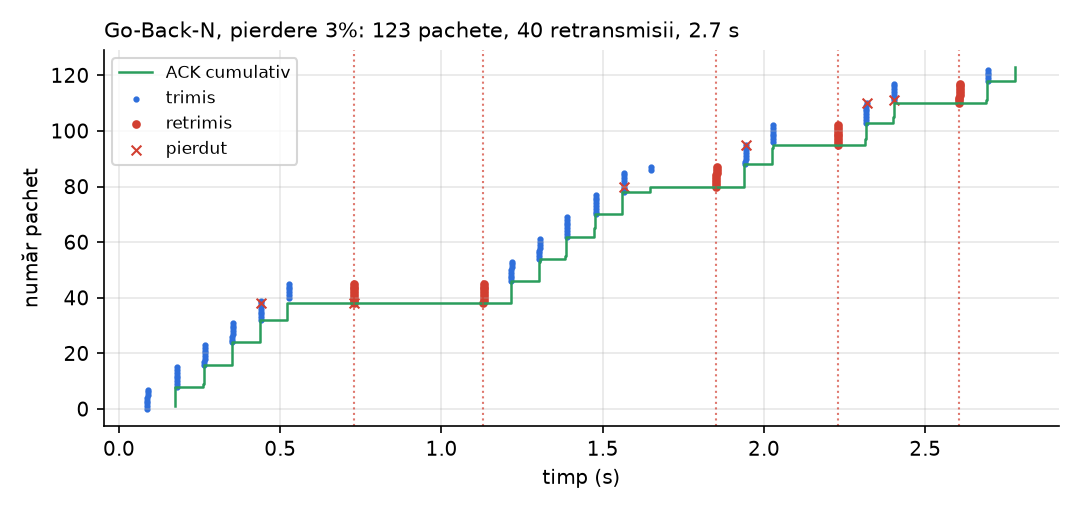 Go-Back-N, pierdere 3%: 123 pachete, 40 retransmisii, 2.7 s
ACK cumulativ
trimis
retrimis
pierdut
număr pachet
120
100
80
60
40
20
0
0.0 0.5 1.0 1.5 2.0 2.5
timp (s)